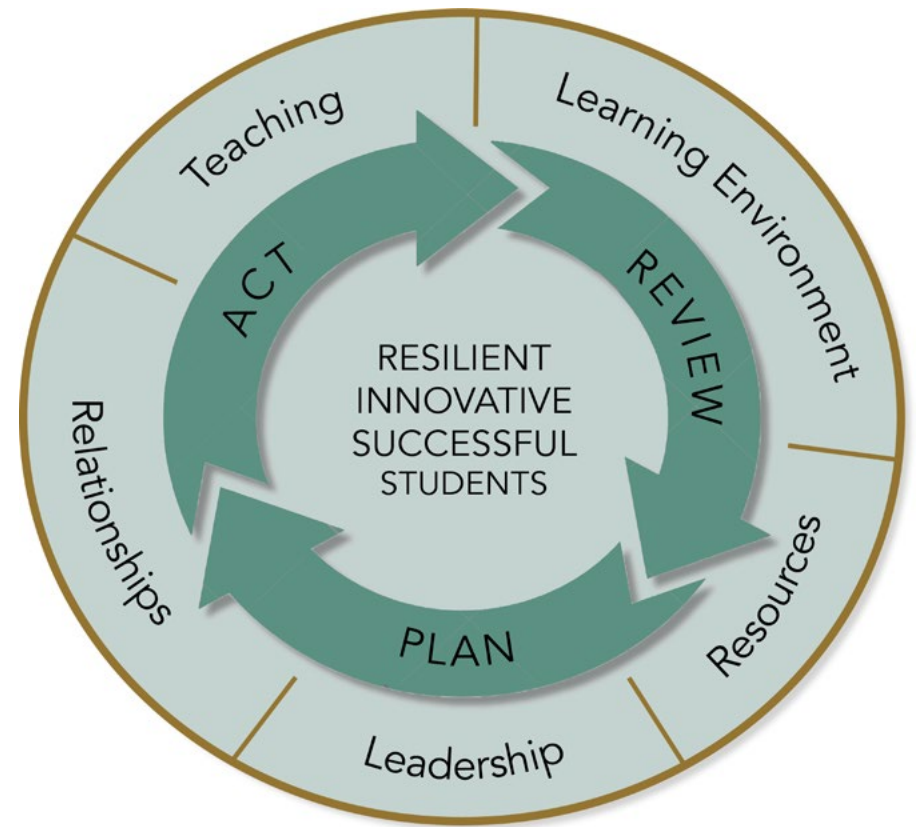 Teaching
Learning Environment
ACT
REVIEW
RESILIENT
INNOVATIVE
SUCCESSFUL
STUDENTS
Relationships
Resources
PLAN
Leadership